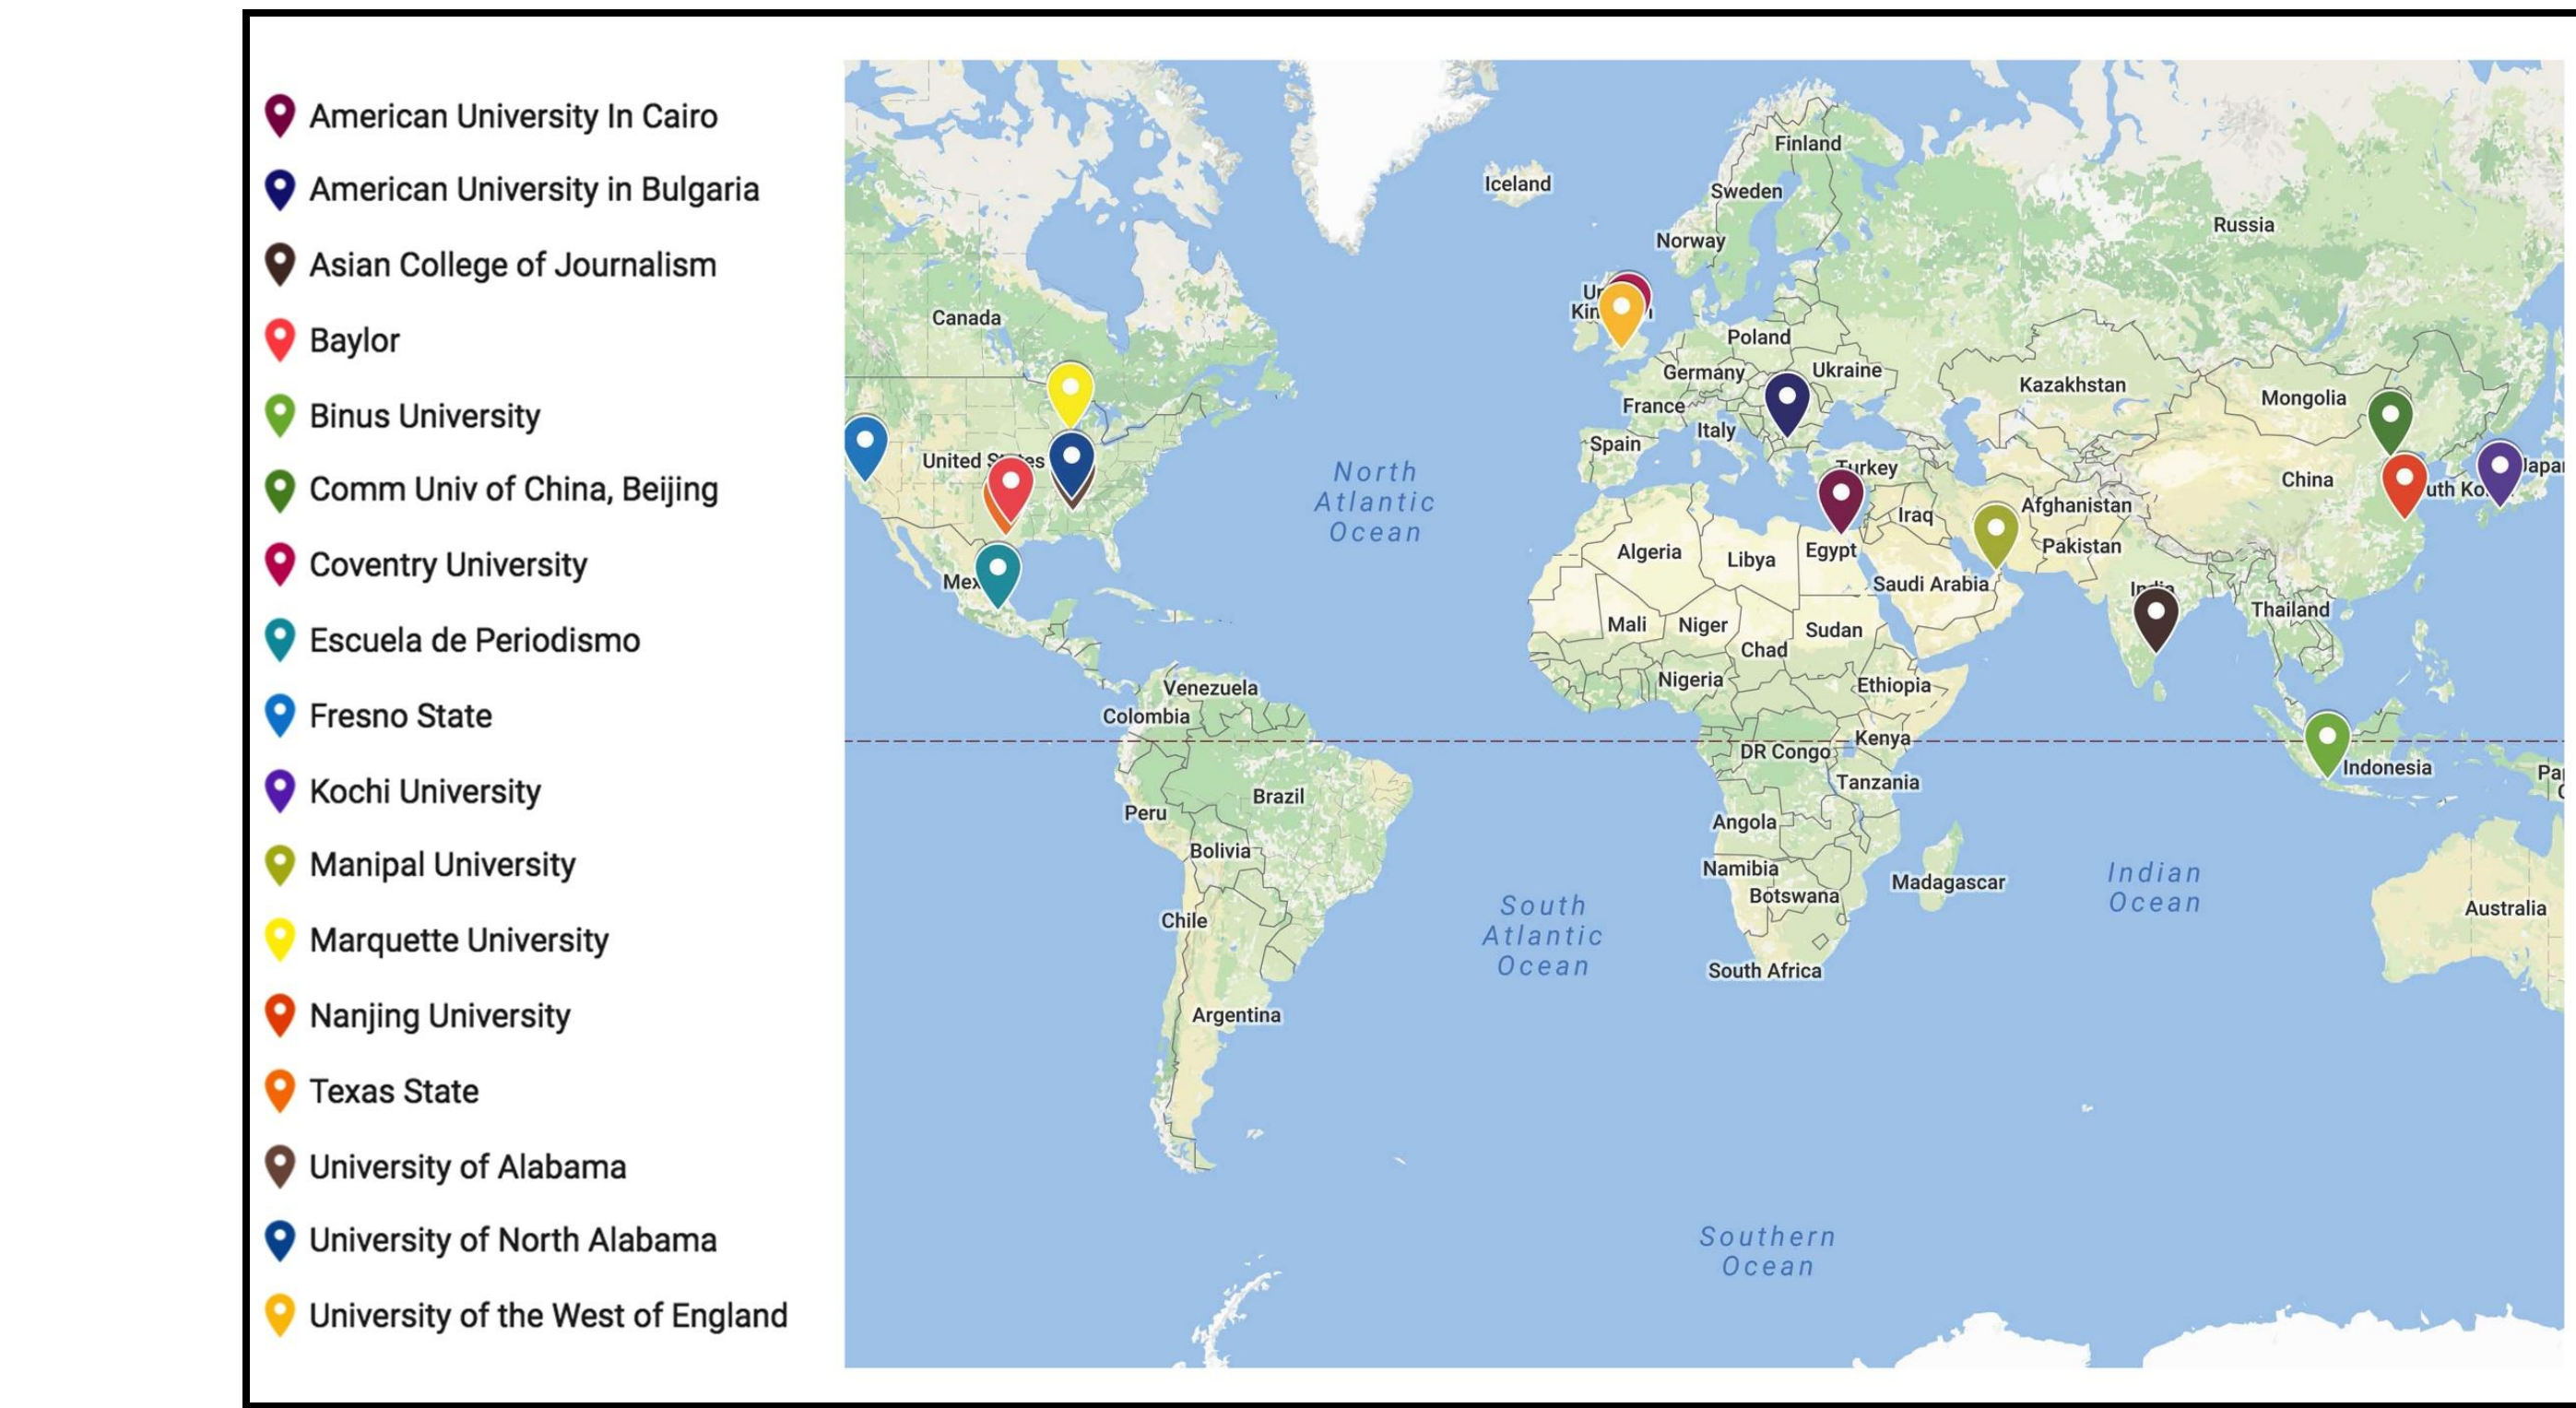 American University In Cairo
American University in Bulgaria
Asian College of Journalism
Baylor
Binus University
Comm Univ of China, Beijing
Coventry University
Escuela de Periodismo
Fresno State
Kochi University
Manipal University
Marquette University
Nanjing University
Texas State
University of Alabama
University of North Alabama
University of the West of England
Finland
Iceland
Sweden
Russia
Norway
Canada
Poland
Germany
Ukraine
Kazakhstan
Mongolia
France
Italy
Spain
United
Turkey
China
North
Atlantic
Ocean
Afghanistan
Iraq
Pakistan
Algeria
Libya
Egypt
Saudi Arabia
India
Thailand
Mali
Niger
Sudan
Chad
Nigeria
Ethiopia
Venezuela
Colombia
Kenya
DR Congo
Indonesia
Tanzania
Brazil
Peru
Angola
Bolivia
Namibia
Botswana
Madagascar
Indian
Ocean
Chile
South
Atlantic
Ocean
Australia
South Africa
Argentina
Southern
Ocean